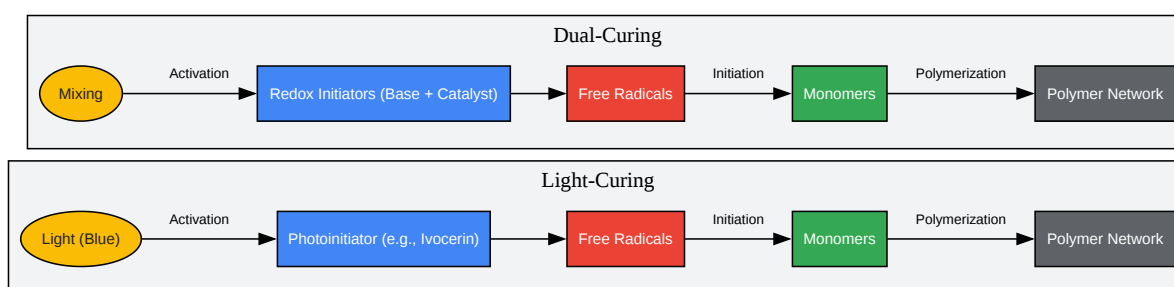 Dual-Curing
Activation
Initiation
Polymerization
Mixing
Redox Initiators (Base + Catalyst)
Free Radicals
Monomers
Polymer Network
Light-Curing
Activation
Initiation
Polymerization
Light (Blue)
Photoinitiator (e.g., Ivocerin)
Free Radicals
Monomers
Polymer Network